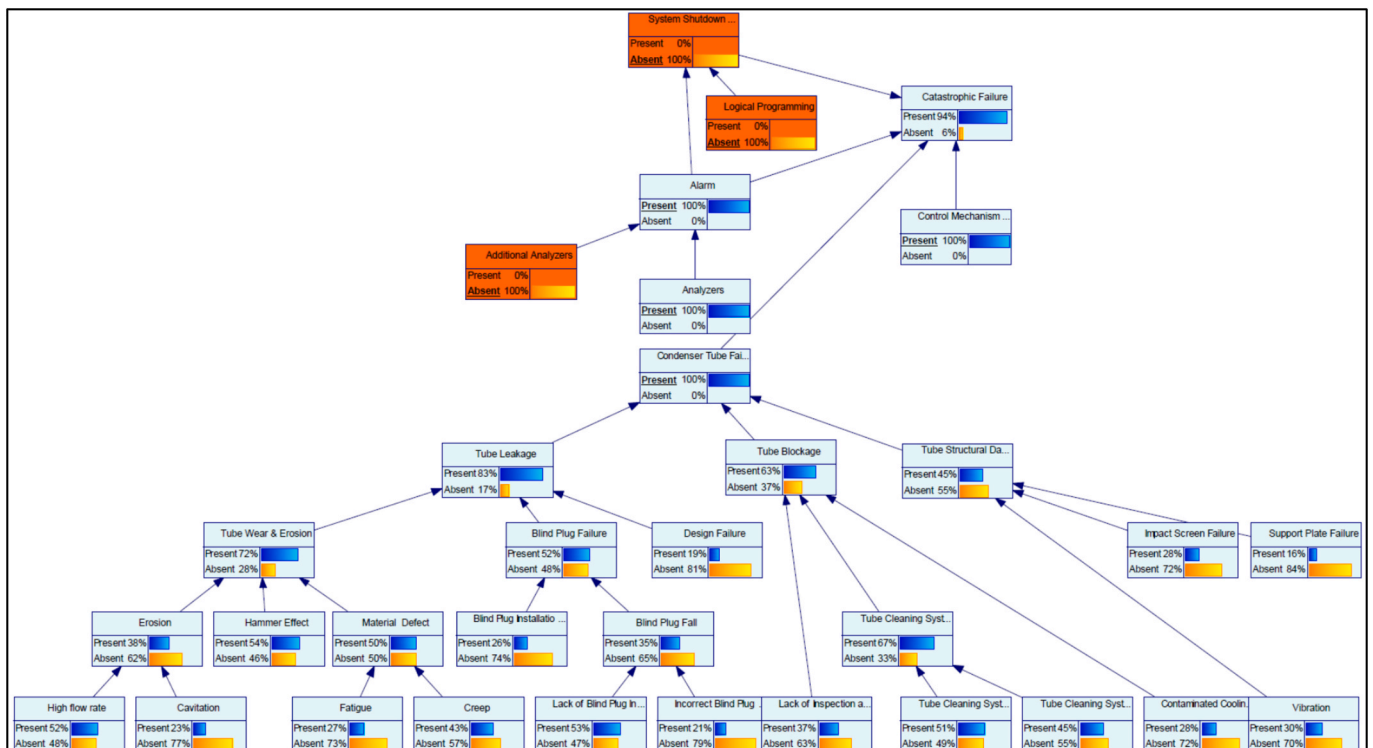 System Shutdown ...
Present 0%
Absent 100%
Catastrophic Failure
Present 94%
Absent 6%
Logical Programming
Present 0%
Absent 100%
Alarm
Present 100%
Absent 0%
Control Mechanism ...
Present 100%
Absent 0%
Additional Analyzers
Present 0%
Absent 100%
Analyzers
Present 100%
Absent 0%
Condenser Tube Fai...
Present 100%
Absent 0%
Tube Leakage
Present 83%
Absent 17%
Tube Blockage
Present 63%
Absent 37%
Tube Structural Da...
Present 45%
Absent 55%
Tube Wear & Erosion
Present 72%
Absent 28%
Blind Plug Failure
Present 52%
Absent 48%
Design Failure
Present 19%
Absent 81%
Impact Screen Failure
Present 28%
Absent 72%
Support Plate Failure
Present 16%
Absent 84%
Erosion
Present 38%
Absent 62%
Hammer Effect
Present 54%
Absent 46%
Material Defect
Present 50%
Absent 50%
Blind Plug Installatio ...
Present 26%
Absent 74%
Blind Plug Fall
Present 35%
Absent 65%
Tube Cleaning Syst...
Present 67%
Absent 33%
High flow rate
Present 52%
Absent 48%
Cavitation
Present 23%
Absent 77%
Fatigue
Present 27%
Absent 73%
Creep
Present 43%
Absent 57%
Lack of Blind Plug In...
Present 53%
Absent 47%
Incorrect Blind Plug ...
Present 21%
Absent 79%
Lack of Inspection a...
Present 37%
Absent 63%
Tube Cleaning Syst...
Present 51%
Absent 49%
Tube Cleaning Syst...
Present 45%
Absent 55%
Contaminated Coolin...
Present 28%
Absent 72%
Vibration
Present 30%
Absent 70%